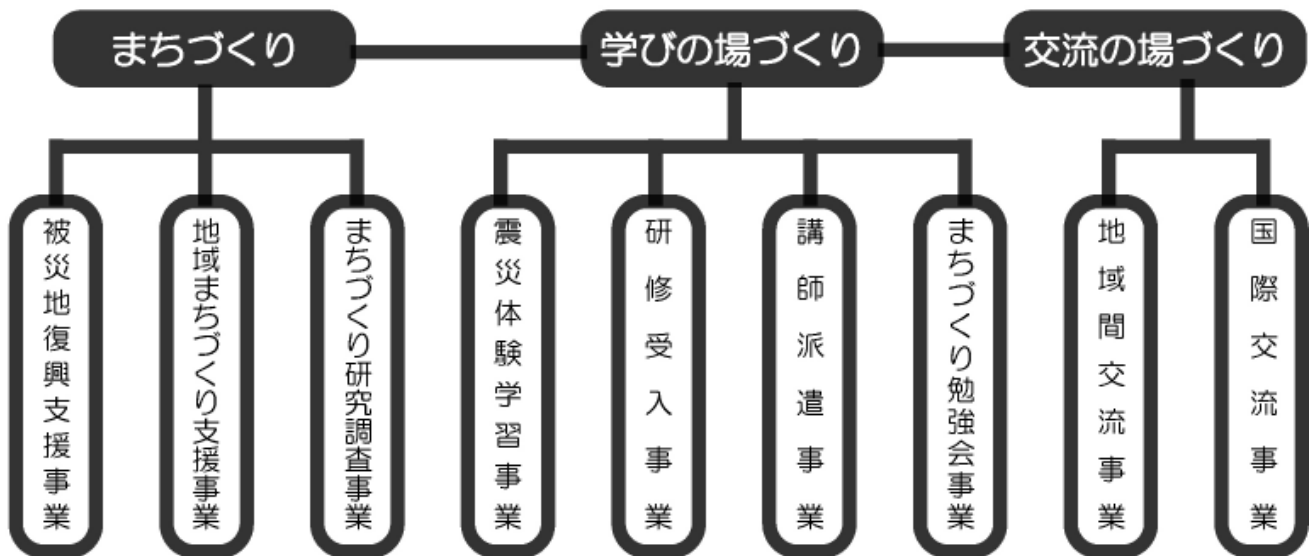 まちづくり
学びの場づくり
交流の場づくり
被災地復興支援事業
地域まちづくり支援事業
まちづくり研究調査事業
震災体験学習事業
研修受入事業
講師派遣事業
まちづくり勉強会事業
地域間交流事業
国際交流事業